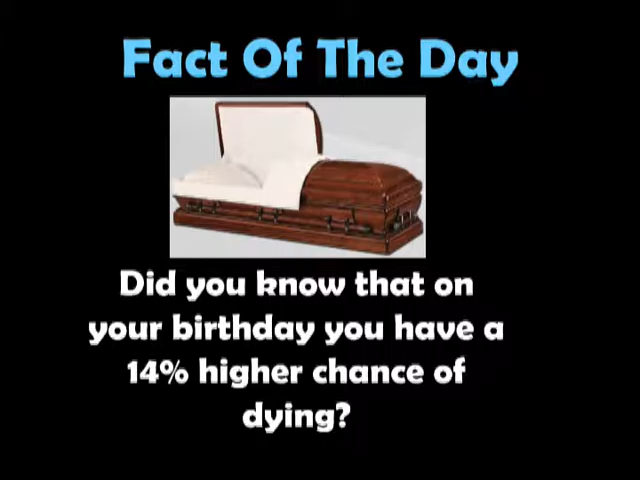 Fact Of The Day
Did you know that on
your birthday you have a
14% higher chance of
dying?